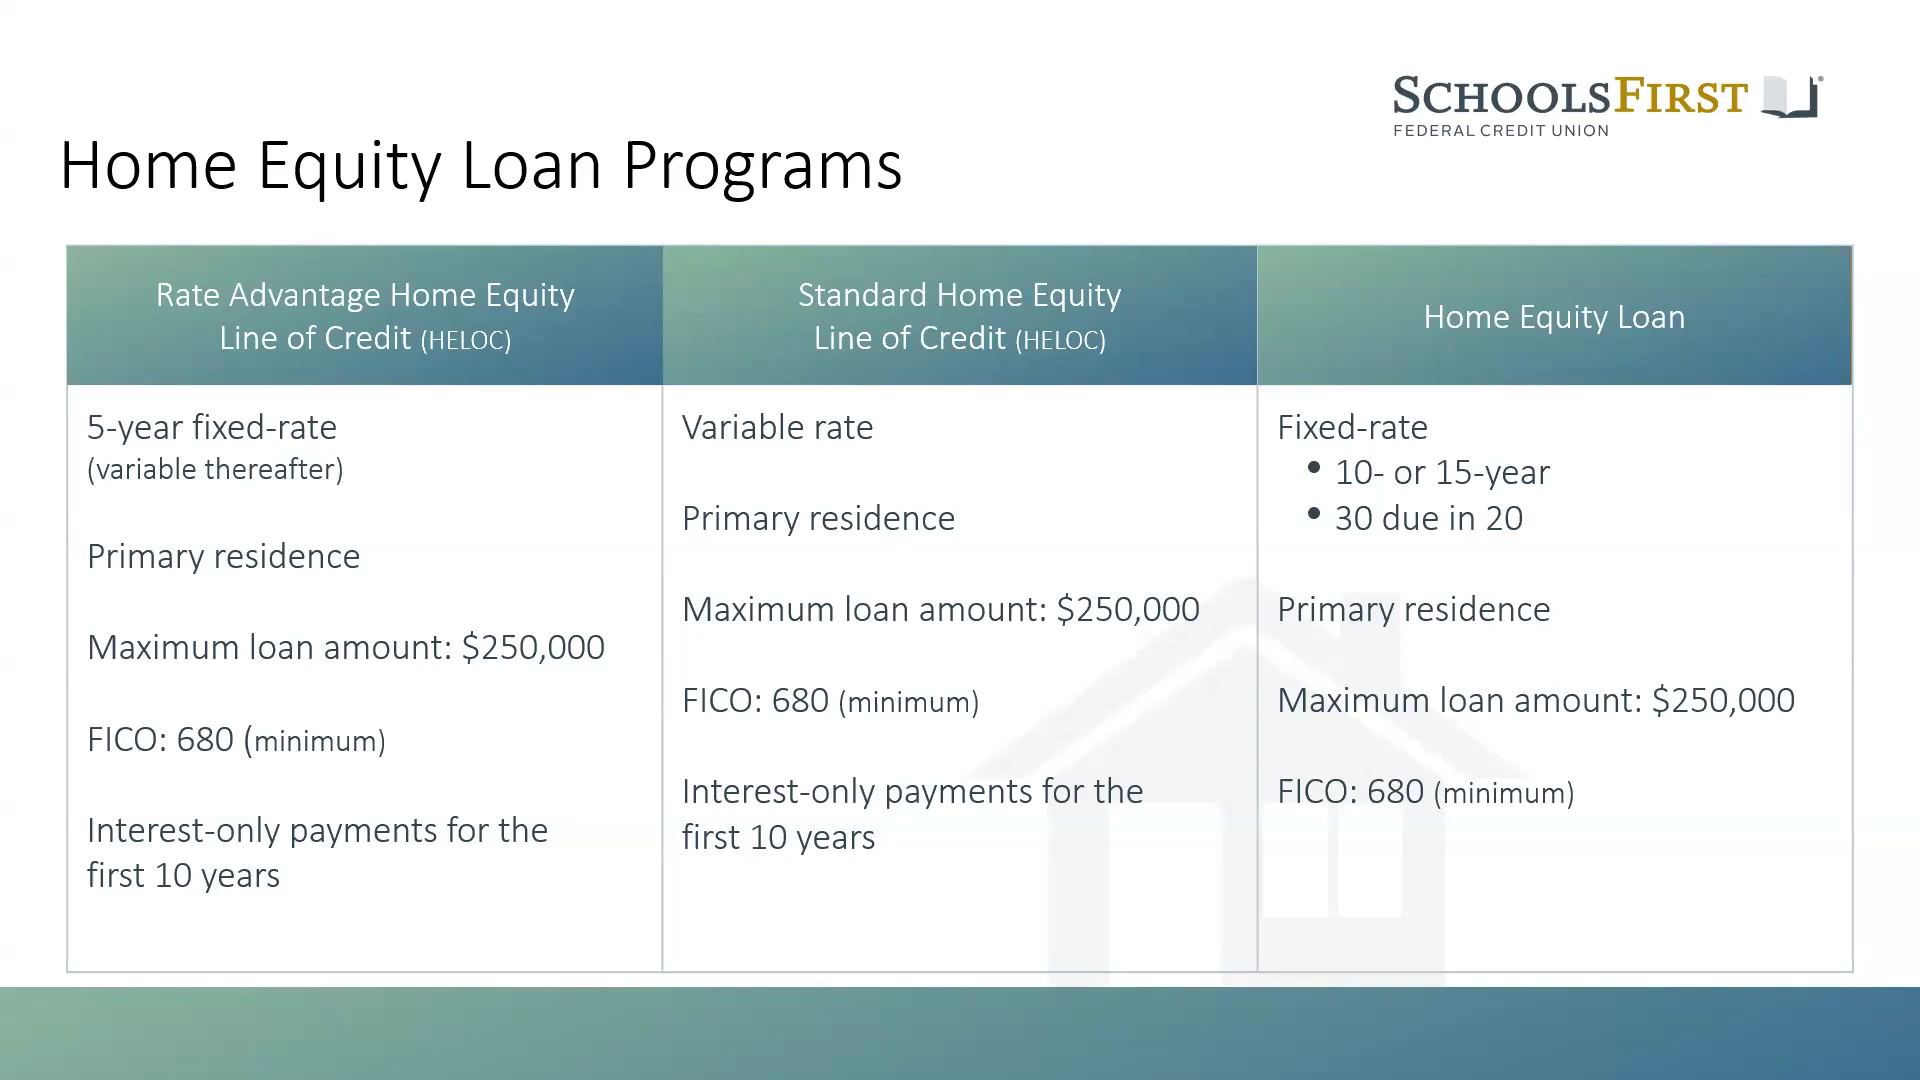 SCHOOLSFIRST®
FEDERAL CREDIT UNION
Home Equity Loan Programs
Rate Advantage Home Equity
Line of Credit (HELOC)
5-year fixed-rate
(variable thereafter)
Primary residence
Maximum loan amount: $250,000
FICO: 680 (minimum)
Interest-only payments for the
first 10 years
Standard Home Equity
Line of Credit (HELOC)
Variable rate
Primary residence
Maximum loan amount: $250,000
FICO: 680 (minimum)
Interest-only payments for the
first 10 years
Home Equity Loan
Fixed-rate
• 10- or 15-year
• 30 due in 20
Primary residence
Maximum loan amount: $250,000
FICO: 680 (minimum)